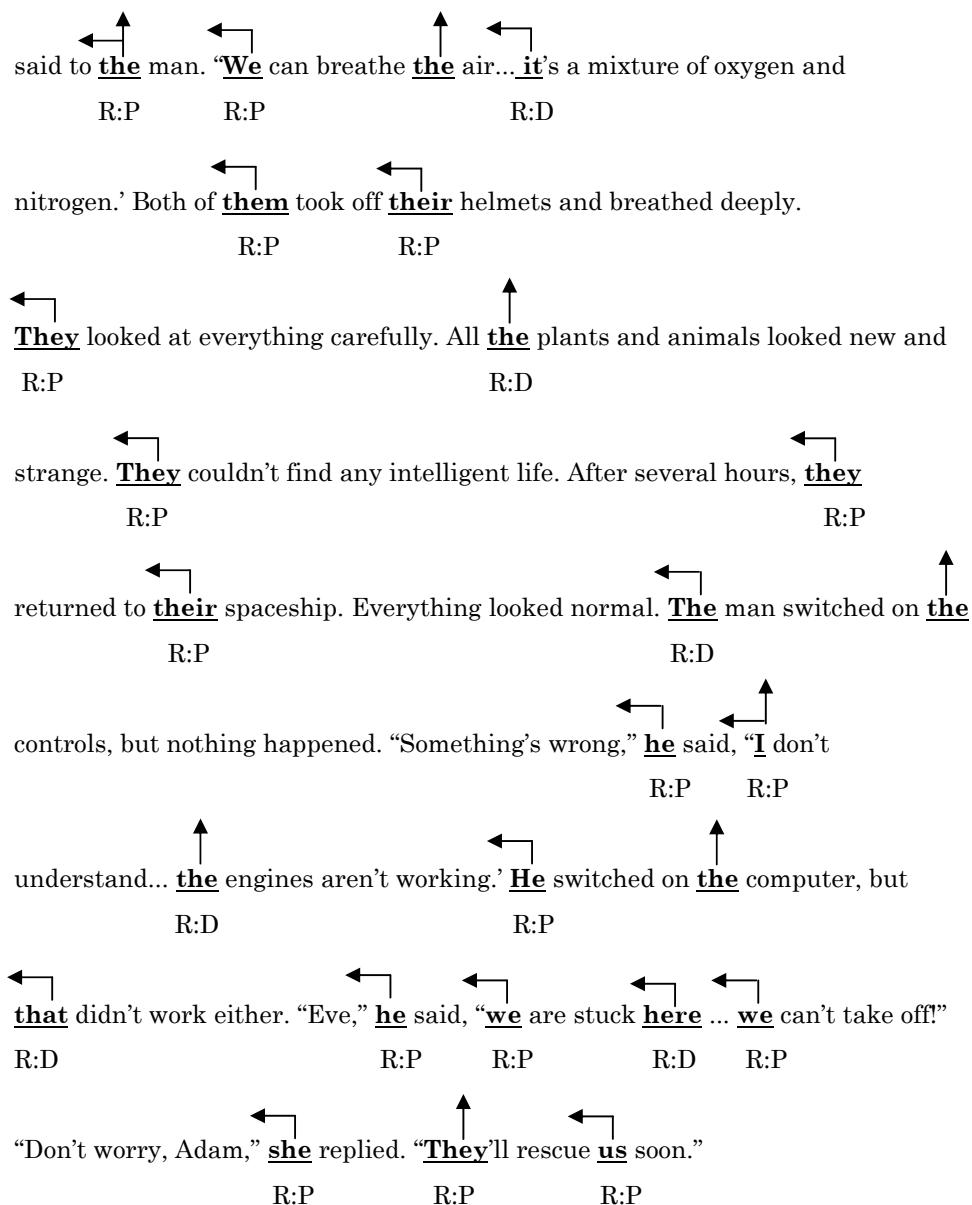 said to the man. “We can breathe the air... it’s a mixture of oxygen and
R:P R:P R:D
nitrogen.’ Both of them took off their helmets and breathed deeply.
R:P R:P
They looked at everything carefully. All the plants and animals looked new and
R:P R:D
strange. They couldn’t find any intelligent life. After several hours, they
R:P R:P
returned to their spaceship. Everything looked normal. The man switched on the
R:P R:D
controls, but nothing happened. “Something’s wrong,” he said, “I don’t
R:P R:P
understand... the engines aren’t working.’ He switched on the computer, but
R:D R:P
that didn’t work either. “Eve,” he said, “we are stuck here ... we can’t take off!”
R:D R:P R:P R:D R:P
“Don’t worry, Adam,” she replied. “They’ll rescue us soon.”
R:P R:P R:P